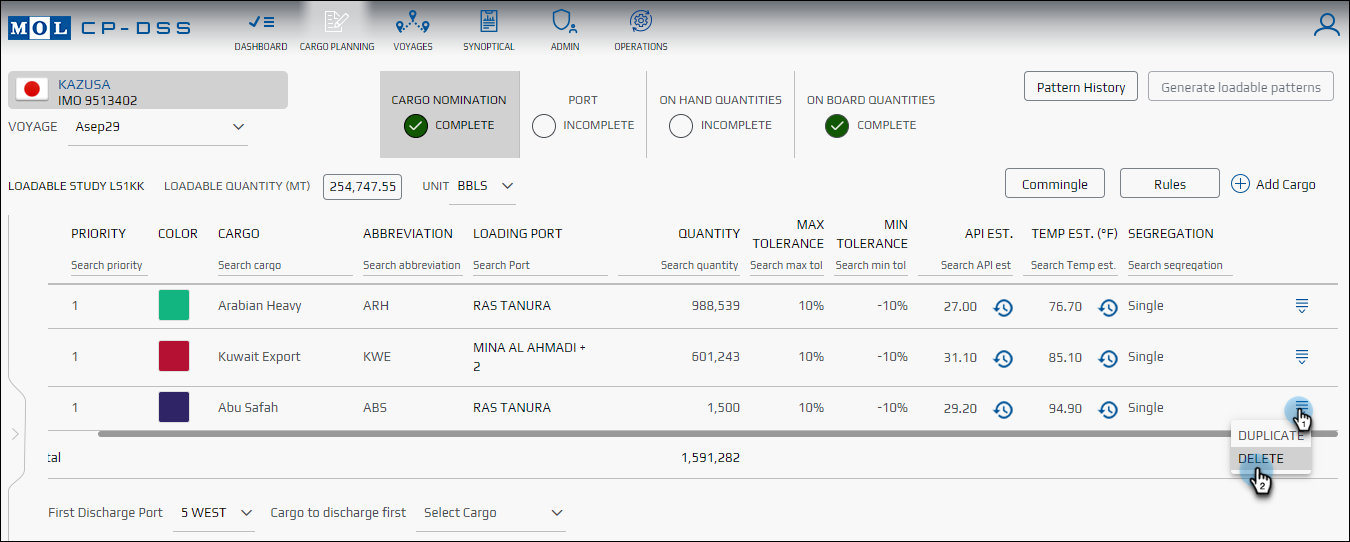 MOL CP-DSS
DASHBOARD CARGO PLANNING VOYAGES SYNOPTICAL ADMIN OPERATIONS
KAZUSA
IMO 9513402
VOYAGE Asep29
CARGO NOMINATION
COMPLETE
PORT
INCOMPLETE
ON HAND QUANTITIES
INCOMPLETE
ON BOARD QUANTITIES
COMPLETE
Pattern History Generate loadable patterns
LOADABLE STUDY LS1KK LOADABLE QUANTITY (MT) 254,747.55 UNIT BBLS Commingle Rules Add Cargo
PRIORITY COLOR CARGO ABBREVIATION LOADING PORT QUANTITY MAX TOLERANCE MIN TOLERANCE API EST. TEMP EST. (°F) SEGREGATION
Search priority Search cargo Search abbreviation Search Port Search quantity Search max tol Search min tol Search API est Search Temp est. Search segregation
1 Arabian Heavy ARH RAS TANURA 988,539 10% -10% 27.00 76.70 Single
1 Kuwait Export KWE MINA AL AHMADI + 2 601,243 10% -10% 31.10 85.10 Single
1 Abu Safah ABS RAS TANURA 1,500 10% -10% 29.20 94.90 Single
1
DUPLICATE
DELETE
2
tal 1,591,282
First Discharge Port 5 WEST Cargo to discharge first Select Cargo